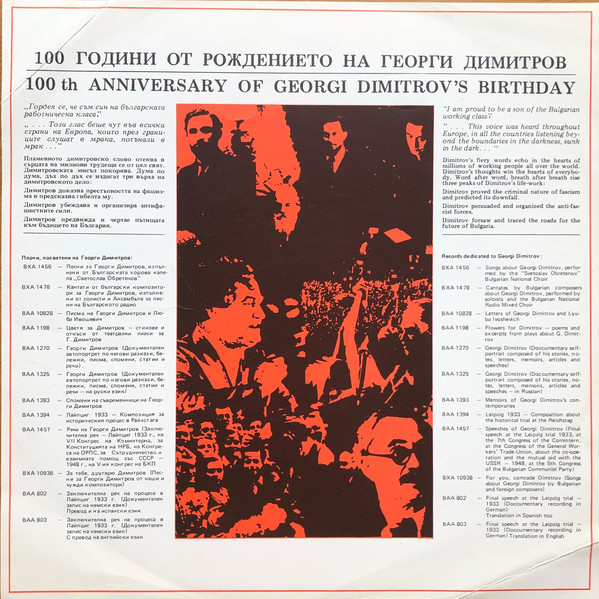 100 ГОДИНИ ОТ РОЖДЕНИЕТО НА ГЕОРГИ ДИМИТРОВ
100 th ANNIVERSARY OF GEORGI DIMITROV'S BIRTHDAY
„Гордея се, че съм син на българската
работническа класа."
„ . . . Този глас беше чут във всички
страни на Европа, които през грани-
ците слушат в мрака, потънали в
мрак . . . "
Пламенното димитровско слово отеква в
сърцата на милиони трудещи се от цял свят.
Димитровската мисъл покорява. Дума по
дума, дъх по дъх се издигат три върха на
димитровското дело:
Димитров доказва престъпността на фашиз-
ма и предсказва гибелта му.
Димитров убеждава и организира антифа-
шистките сили.
Димитров предвижда и чертае пътищата
към бъдещето на България.
Плочи, посветени на Георги Димитров:
ВХА 1456 — Песни за Георги Димитров, изпъл-
нени от Българската хорова капе-
ла „Светослав Обретенов"
ВХА 1478 — Кантати от български композито-
ри за Георги Димитров, изпълне-
ни от солисти и Ансамбъла за пес-
ни на Българското радио
ВАА 10828 — Писма на Георги Димитров и Лю-
ба Ивошевич
ВАА 1198 — Цветя за Димитров — стихове и
откъси от театрални пиеси за
Г. Димитров
ВАА 1270 — Георги Димитров (Документален
автопортрет по негови разкази, бе-
лежки, писма, спомени, статии и
речи)
ВАА 1325 — Георги Димитров (Документален
автопортрет по негови разкази, бе-
лежки, писма, спомени, статии и
речи — на руски език)
ВАА 1393 — Спомени на съвременници на Геор-
ги Димитров
ВАА 1394 — Лайпциг 1933 — Композиция за
историческия процес в Райхстага
ВАА 1457 — Речи на Георги Димитров (Заклю-
чителна реч — Лайпциг 1933 г., на
VII Конгрес на Коминтерна, за
Конституцията на НРБ, на Конгре-
са на ОРПС, за Сътрудничество и
взаимната помощ със СССР —
1948 г., на V-ия конгрес на БКП)
ВХА 10938 — За тебе, другарю Димитров (Пес-
ни за Георги Димитров от наши и
чужди композитори)
ВАА 802 — Заключителна реч на процеса в
Лайпциг 1933 г. (Документален
запис на немски език)
Превод и на испански език
ВАА 803 — Заключителна реч на процеса в
Лайпциг 1933 г. (Документален
запис на немски език)
С превод на английски език
"I am proud to be a son of the Bulgarian
working class".
" . . . This voice was heard throughout
Europe, in all the countries listening bey-
ond the boundaries in the darkness, sunk
in the dark. . . "
Dimitrov's fiery words echo in the hearts of
millions of working people all over the world.
Dimitrov's thoughts win the hearts of everybo-
dy. Word after word, breath after breath rise
three peaks of Dimitrov's life-work:
Dimitrov proved the criminal nature of fascism
and predicted its downfall.
Dimitrov persuaded and organized the anti-fas-
cist forces.
Dimitrov forsaw and traced the roads for the
future of Bulgaria.
Records dedicated to Georgi Dimitrov:
BXA 1456 — Songs about Georgi Dimitrov, perfor-
med by the "Svetoslav Obretenov"
Bulgarian National Choir
BXA 1478 — Cantatas by Bulgarian composers
about Georgi Dimitrov, performed by
soloists and the Bulgarian National
Radio Mixed Choir
BAA 10828 — Letters of Georgi Dimitrov and Lyu-
ba Ivoshevich
BAA 1198 — Flowers for Dimitrov — poems and
excerpts from plays about G. Dimit-
rov
BAA 1270 — Georgi Dimitrov (Doccumentary self-
portrait composed of his stories, no-
tes, letters, memoirs, articles and
speeches)
BAA 1325 — Georgi Dimitrov (Doccumentary self-
portrait composed of his stories, no-
tes, letters, memoirs, articles and
speeches — in Russian)
BAA 1393 — Memoirs of Georgi Dimitrov's con-
temporaries
BAA 1394 — Leipzig 1933 — Composition about
the historical trial at the Reichstag
BAA 1457 — Speeches of Georgi Dimitrov (Final
speech at the Leipzig trial 1933, at
the 7th Congress of the Comintern,
at the Congress of the General Wor-
kers' Trade-Union, about the co-ope-
ration and the mutual aid with the
USSR — 1948, at the 5th Congress
of the Bulgarian Communist Party)
BXA 10938 — For you, comrade Dimitrov (Songs
about Georgi Dimitrov by Bulgarian
and foreign composers)
BAA 802 — Final speech at the Leipzig trial —
1933 (Doccumentary recording in
German)
Translation in Spanish too
BAA 803 — Final speech at the Leipzig trial —
1933 (Doccumentary recording in
German) Translation in English